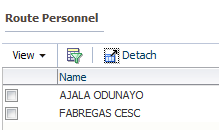 Route Personnel
View Detach
Name
AJALA ODUNAYO
FABREGAS CESC